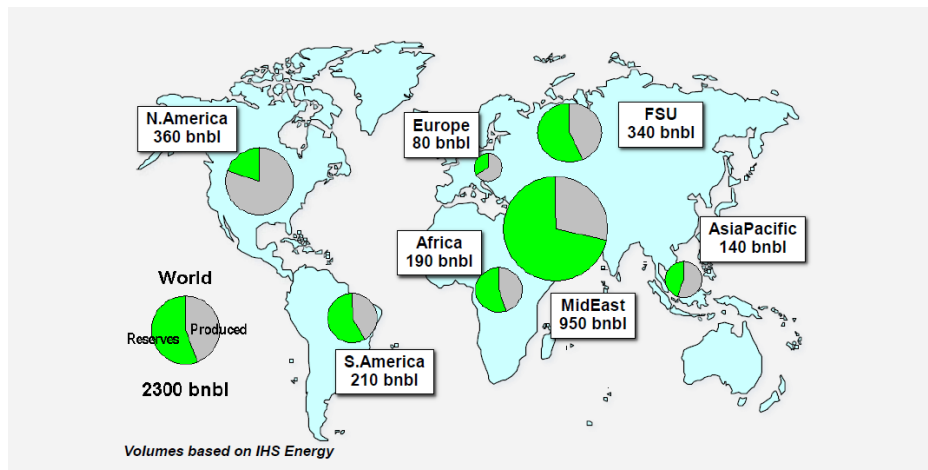 N.America
360 bnbl
Europe
80 bnbl
FSU
340 bnbl
Africa
190 bnbl
AsiaPacific
140 bnbl
World
Reserves
Produced
2300 bnbl
MidEast
950 bnbl
S.America
210 bnbl
Volumes based on IHS Energy